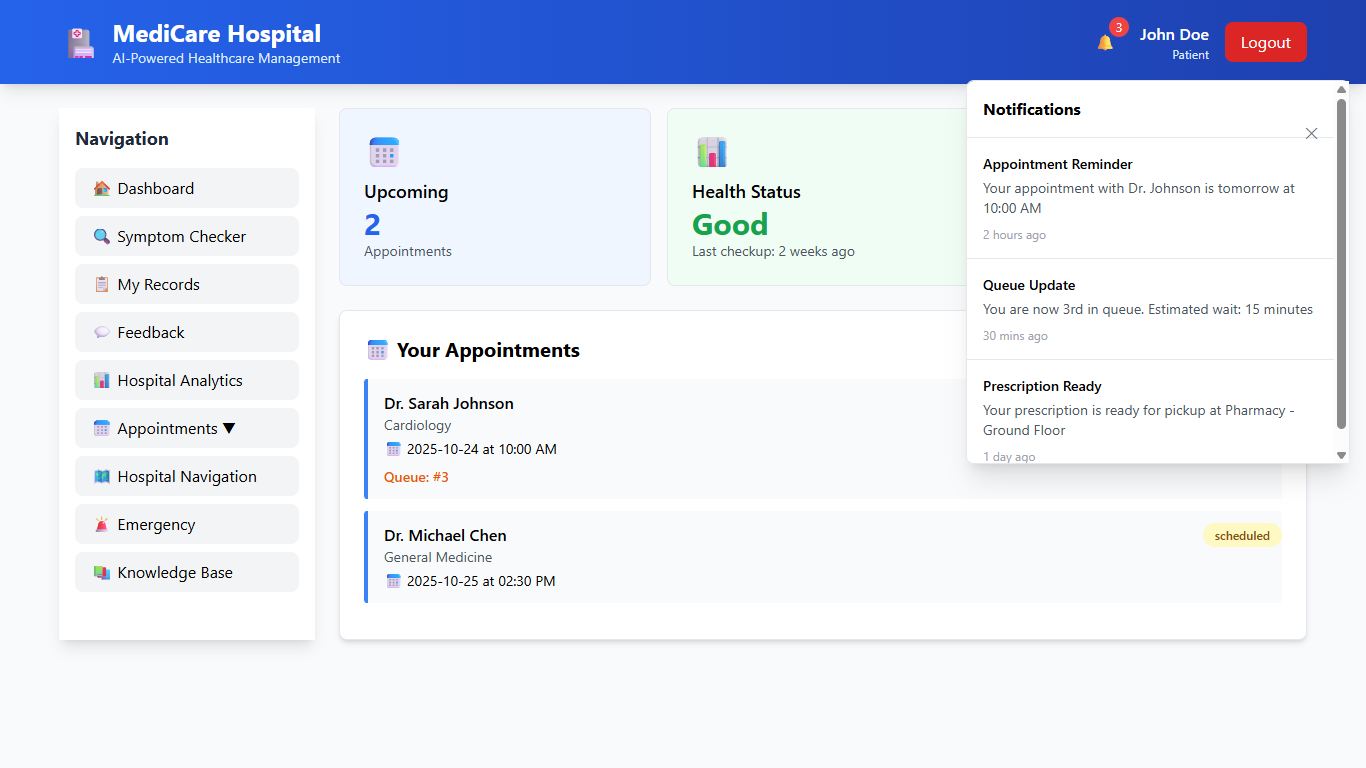 MediCare Hospital
AI-Powered Healthcare Management
3
John Doe
Patient
Logout
Navigation
Dashboard
Symptom Checker
My Records
Feedback
Hospital Analytics
Appointments ▼
Hospital Navigation
Emergency
Knowledge Base
Upcoming
2
Appointments
Health Status
Good
Last checkup: 2 weeks ago
Your Appointments
Dr. Sarah Johnson
Cardiology
2025-10-24 at 10:00 AM
Queue: #3
Dr. Michael Chen
General Medicine
2025-10-25 at 02:30 PM
scheduled
Notifications
Appointment Reminder
Your appointment with Dr. Johnson is tomorrow at
10:00 AM
2 hours ago
Queue Update
You are now 3rd in queue. Estimated wait: 15 minutes
30 mins ago
Prescription Ready
Your prescription is ready for pickup at Pharmacy -
Ground Floor
1 day ago